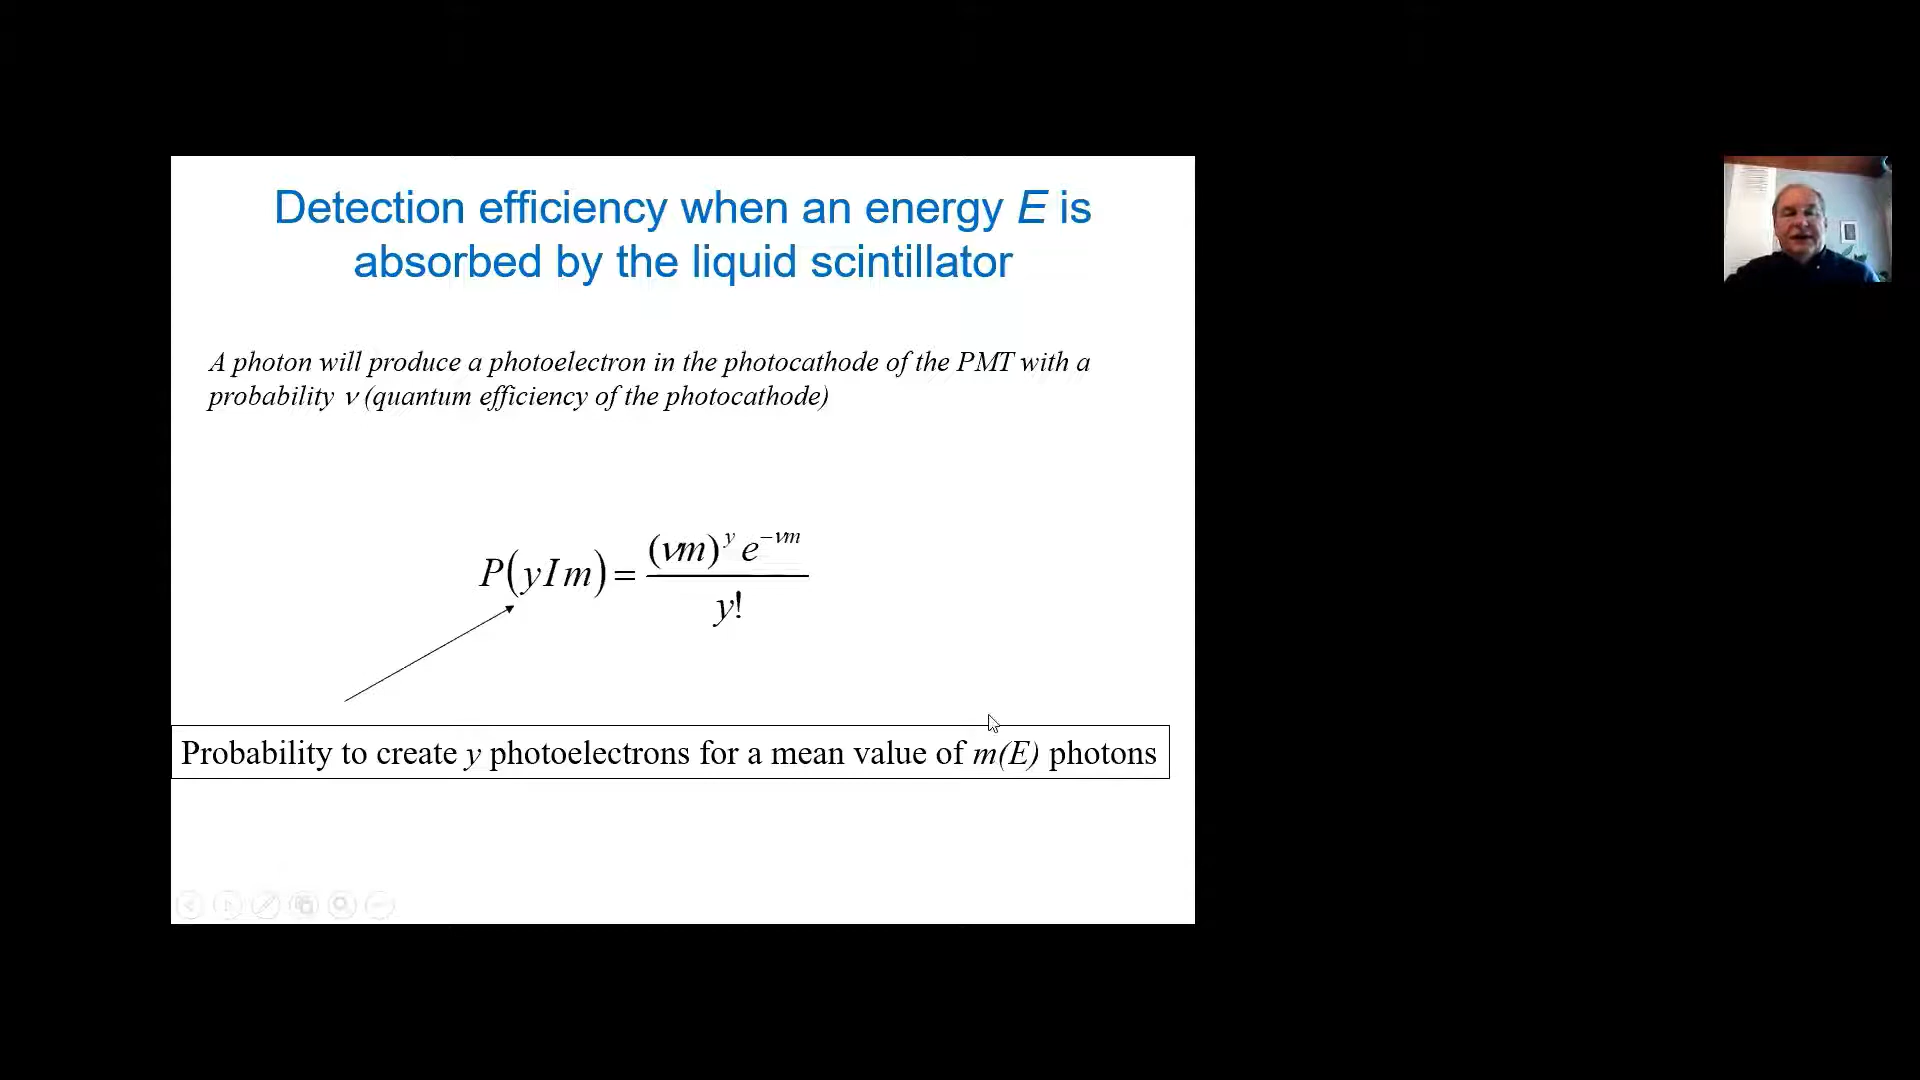 Detection efficiency when an energy E is
absorbed by the liquid scintillator
A photon will produce a photoelectron in the photocathode of the PMT with a
probability ν (quantum efficiency of the photocathode)
P(yIm) = (νm)^y e^{-νm} / y!
Probability to create y photoelectrons for a mean value of m(E) photons